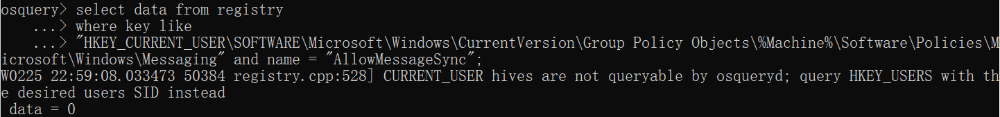 osquery> select data from registry
    ...> where key like
    ...> "HKEY_CURRENT_USER\SOFTWARE\Microsoft\Windows\CurrentVersion\Group Policy Objects\%Machine%\Software\Policies\M
icrosoft\Windows\Messaging" and name = "AllowMessageSync";
W0225 22:59:08.033473 50384 registry.cpp:528] CURRENT_USER hives are not queryable by osqueryd; query HKEY_USERS with th
e desired users SID instead
 data = 0